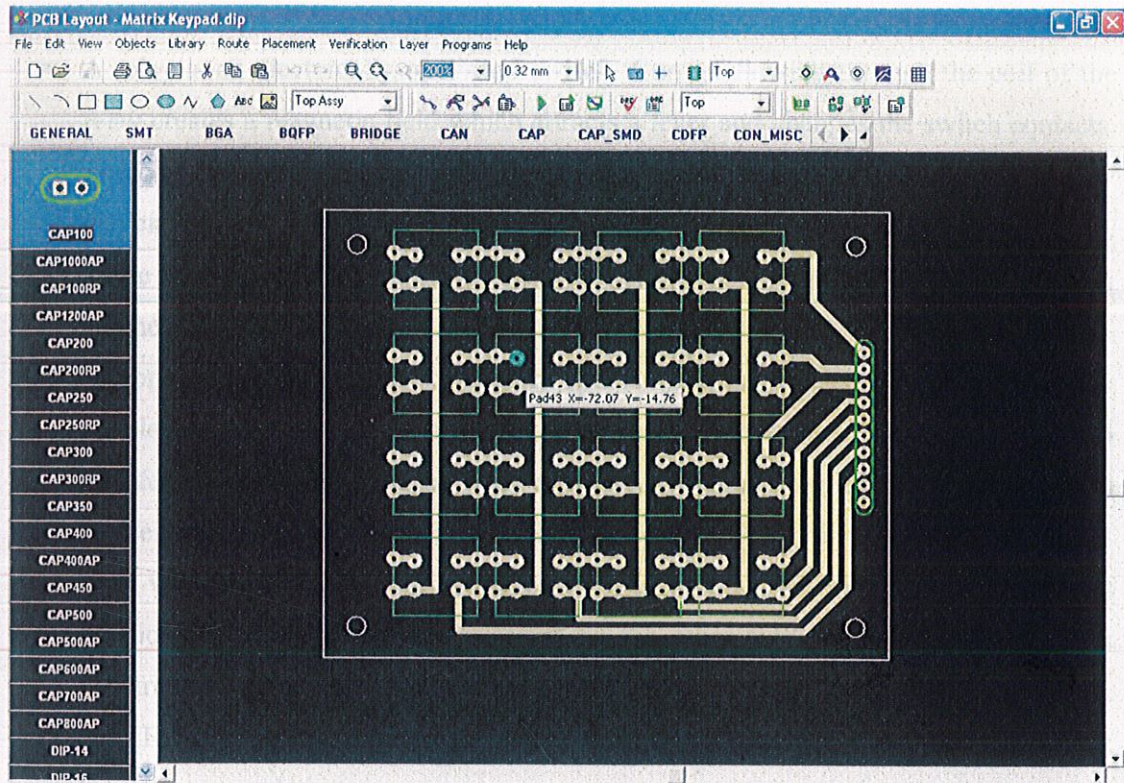 PCB Layout - Matrix Keypad.dip
File Edit View Objects Library Route Placement Verification Layer Programs Help
200% 0.32 mm Top
Abc Top Assy Top
GENERAL SMT BGA BQFP BRIDGE CAN CAP CAP_SMD CDFP CON_MISC
CAP100
CAP1000AP
CAP100RP
CAP1200AP
CAP200
CAP200RP
CAP250
CAP250RP
CAP300
CAP300RP
CAP350
CAP400
CAP400AP
CAP450
CAP500
CAP500AP
CAP600AP
CAP700AP
CAP800AP
DIP-14
DIP-16
Pad43 X=-72.07 Y=-14.76